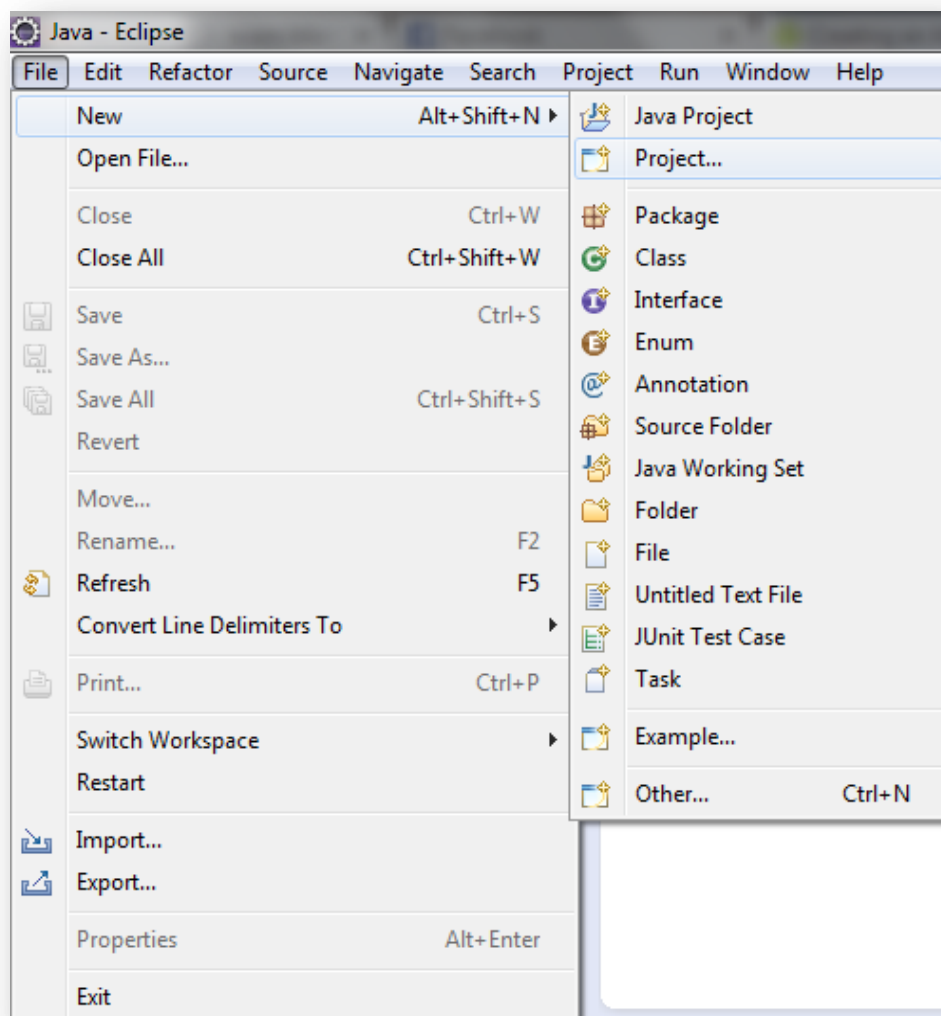 Java - Eclipse
File Edit Refactor Source Navigate Search Project Run Window Help
New Alt+Shift+N
Open File...
Close Ctrl+W
Close All Ctrl+Shift+W
Save Ctrl+S
Save As...
Save All Ctrl+Shift+S
Revert
Move...
Rename... F2
Refresh F5
Convert Line Delimiters To
Print... Ctrl+P
Switch Workspace
Restart
Import...
Export...
Properties Alt+Enter
Exit
Java Project
Project...
Package
Class
Interface
Enum
Annotation
Source Folder
Java Working Set
Folder
File
Untitled Text File
JUnit Test Case
Task
Example...
Other... Ctrl+N